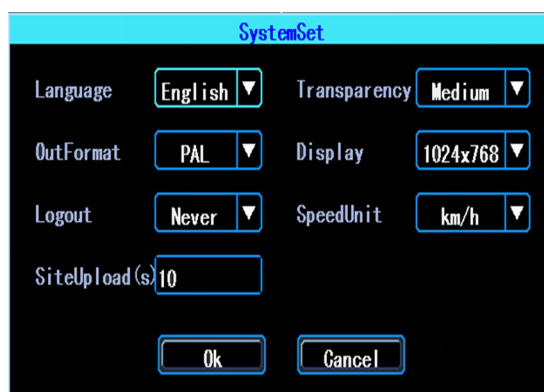 SystemSet
Language English Transparency Medium
OutFormat PAL Display 1024x768
Logout Never SpeedUnit km/h
SiteUpload(s) 10
Ok Cancel